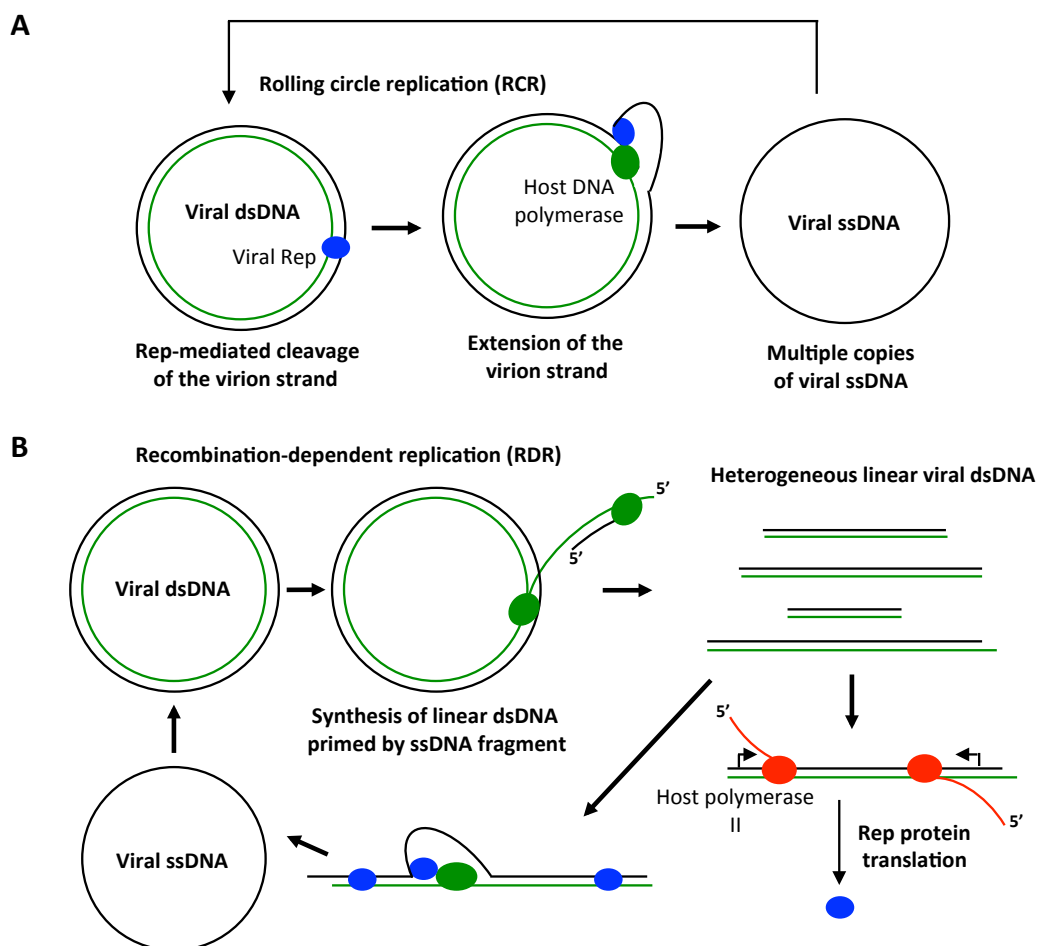 A
Rolling circle replication (RCR)
Viral dsDNA
Viral Rep
Host DNA
polymerase
Viral ssDNA
Rep-mediated cleavage
of the virion strand
Extension of the
virion strand
Multiple copies
of viral ssDNA
B
Recombination-dependent replication (RDR)
Heterogeneous linear viral dsDNA
5’
5’
Viral dsDNA
Synthesis of linear dsDNA
primed by ssDNA fragment
5’
Host polymerase
II
5’
Rep protein
translation
Viral ssDNA